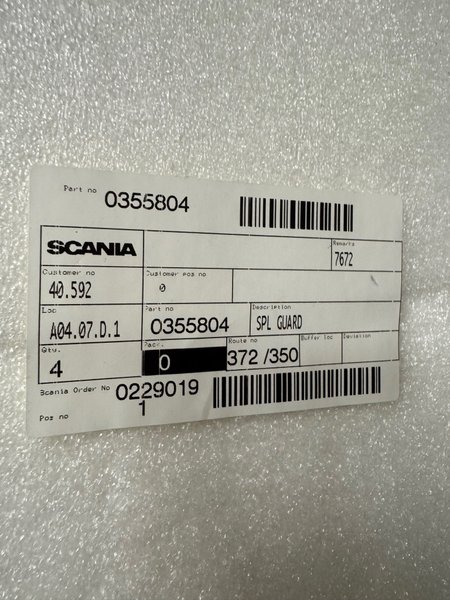 Part no 0355804
SCANIA
Remarks
7672
Customer no
40.592
Customer pos no
0
Loc
A04.07.D.1
Part no
0355804
Description
SPL GUARD
Qty.
4
Pack.
0
Route no
372 /350
Buffer loc
Deviation
Scania Order No 0229019
Pos no 1